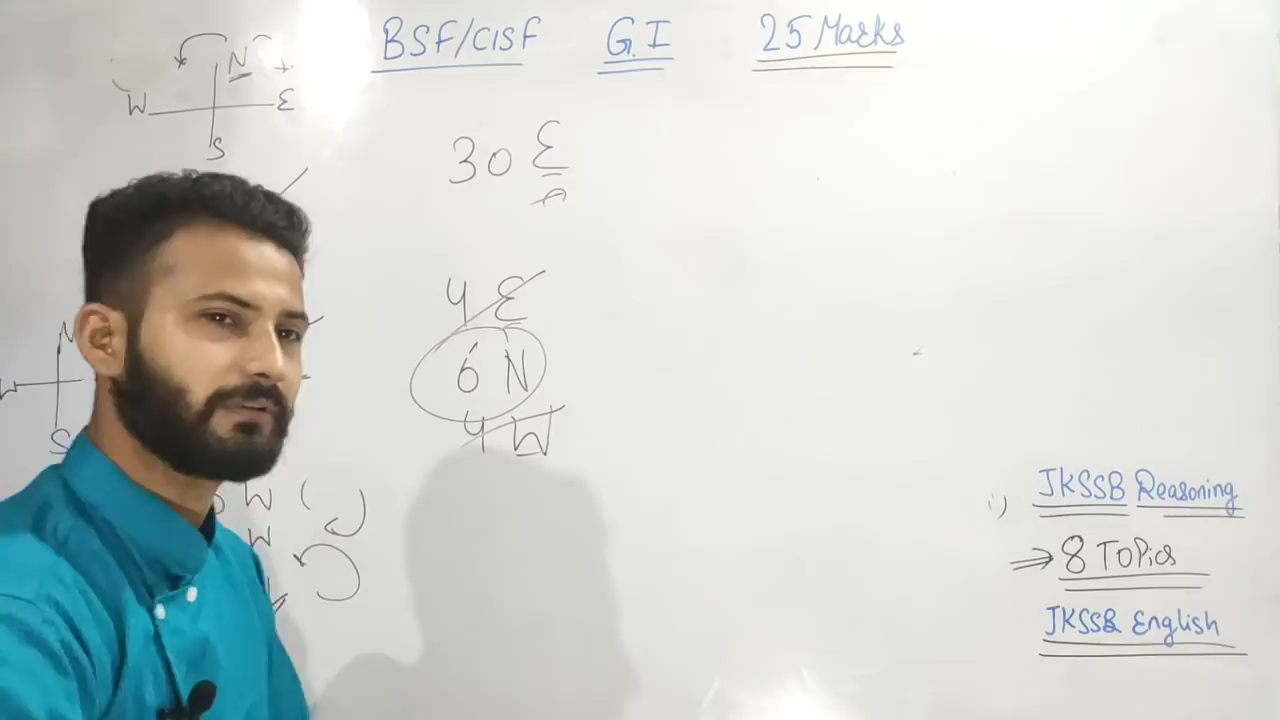 BSF/CISF G.I 25 Marks
N
W E
S
30 E
A
4 E
6 N
4 W
N
W
S
W (
W
i) JKSSB Reasoning
⇒ 8 Topics
JKSSB English